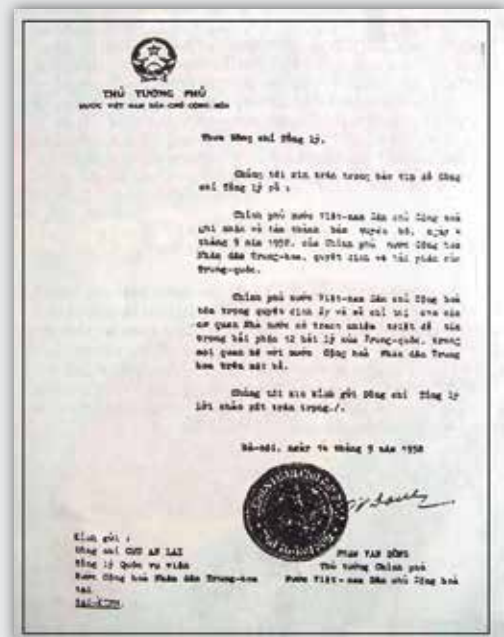 THỦ TƯỚNG PHỦ
NƯỚC VIỆT NAM DÂN CHỦ CỘNG HÒA
Thưa Đồng chí Tổng lý,
Chúng tôi xin trân trọng báo tin để Đồng
chí Tổng lý rõ :
Chính phủ nước Việt-nam Dân chủ Cộng hoà
ghi nhận và tán thành bản tuyên bố, ngày 4
tháng 9 năm 1958, của Chính phủ nước Cộng hoà
Nhân dân Trung-hoa, quyết định về hải phận của
Trung-quốc.
Chính phủ nước Việt-nam Dân chủ Cộng hoà
tôn trọng quyết định ấy và sẽ chỉ thị cho các
cơ quan Nhà nước có trách nhiệm triệt để tôn
trọng hải phận 12 hải lý của Trung-quốc, trong
mọi quan hệ với nước Cộng hoà Nhân dân Trung
hoa trên mặt bể.
Chúng tôi xin kính gửi Đồng chí Tổng lý
lời chào rất trân trọng./.
Hà-nội, ngày 14 tháng 9 năm 1958
Kính gửi :
Đồng chí CHU AN LAI
Tổng lý Quốc vụ viện
Nước Cộng hoà Nhân dân Trung-hoa
tại
BẮC-KINH.
PHẠM VĂN ĐỒNG
Thủ tướng Chính phủ
Nước Việt-nam Dân chủ Cộng hoà